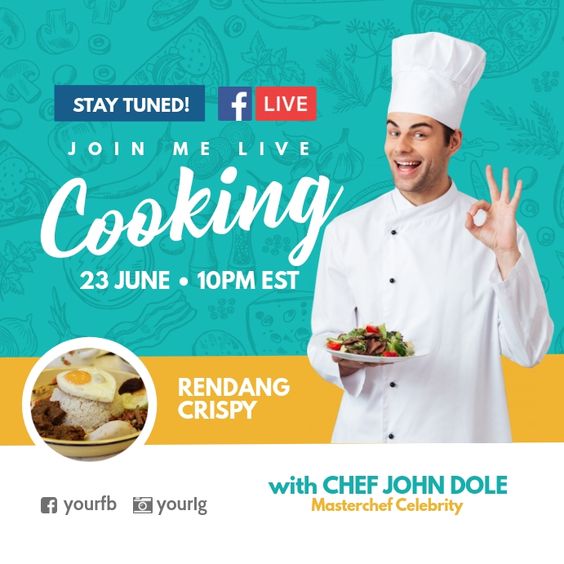 STAY TUNED!
f LIVE
JOIN ME LIVE
Cooking
23 JUNE • 10PM EST
RENDANG
CRISPY
with CHEF JOHN DOLE
Masterchef Celebrity
yourfb
yourIg